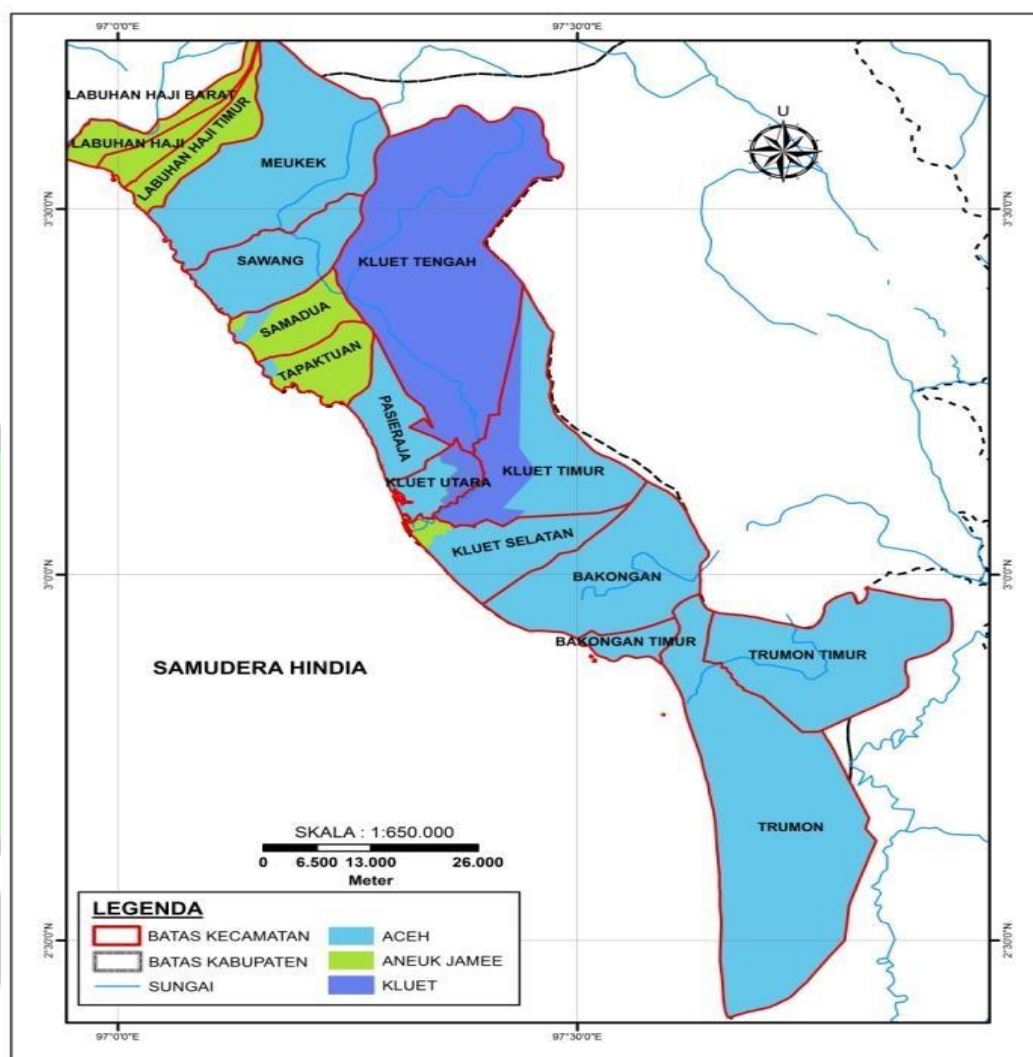 97°0'0"E
97°30'0"E
LABUHAN HAJI BARAT
LABUHAN HAJI
LABUHAN HAJI TIMUR
MEUKEK
U
3°30'0"N
3°30'0"N
SAWANG
KLUET TENGAH
SAMADUA
TAPAKTUAN
PASIERAJA
KLUET UTARA
KLUET TIMUR
KLUET SELATAN
3°0'0"N
3°0'0"N
BAKONGAN
BAKONGAN TIMUR
TRUMON TIMUR
SAMUDERA HINDIA
TRUMON
SKALA : 1:650.000
0 6.500 13.000 26.000
Meter
LEGENDA
BATAS KECAMATAN
BATAS KABUPATEN
SUNGAI
ACEH
ANEUK JAMEE
KLUET
2°30'0"N
2°30'0"N
97°0'0"E
97°30'0"E